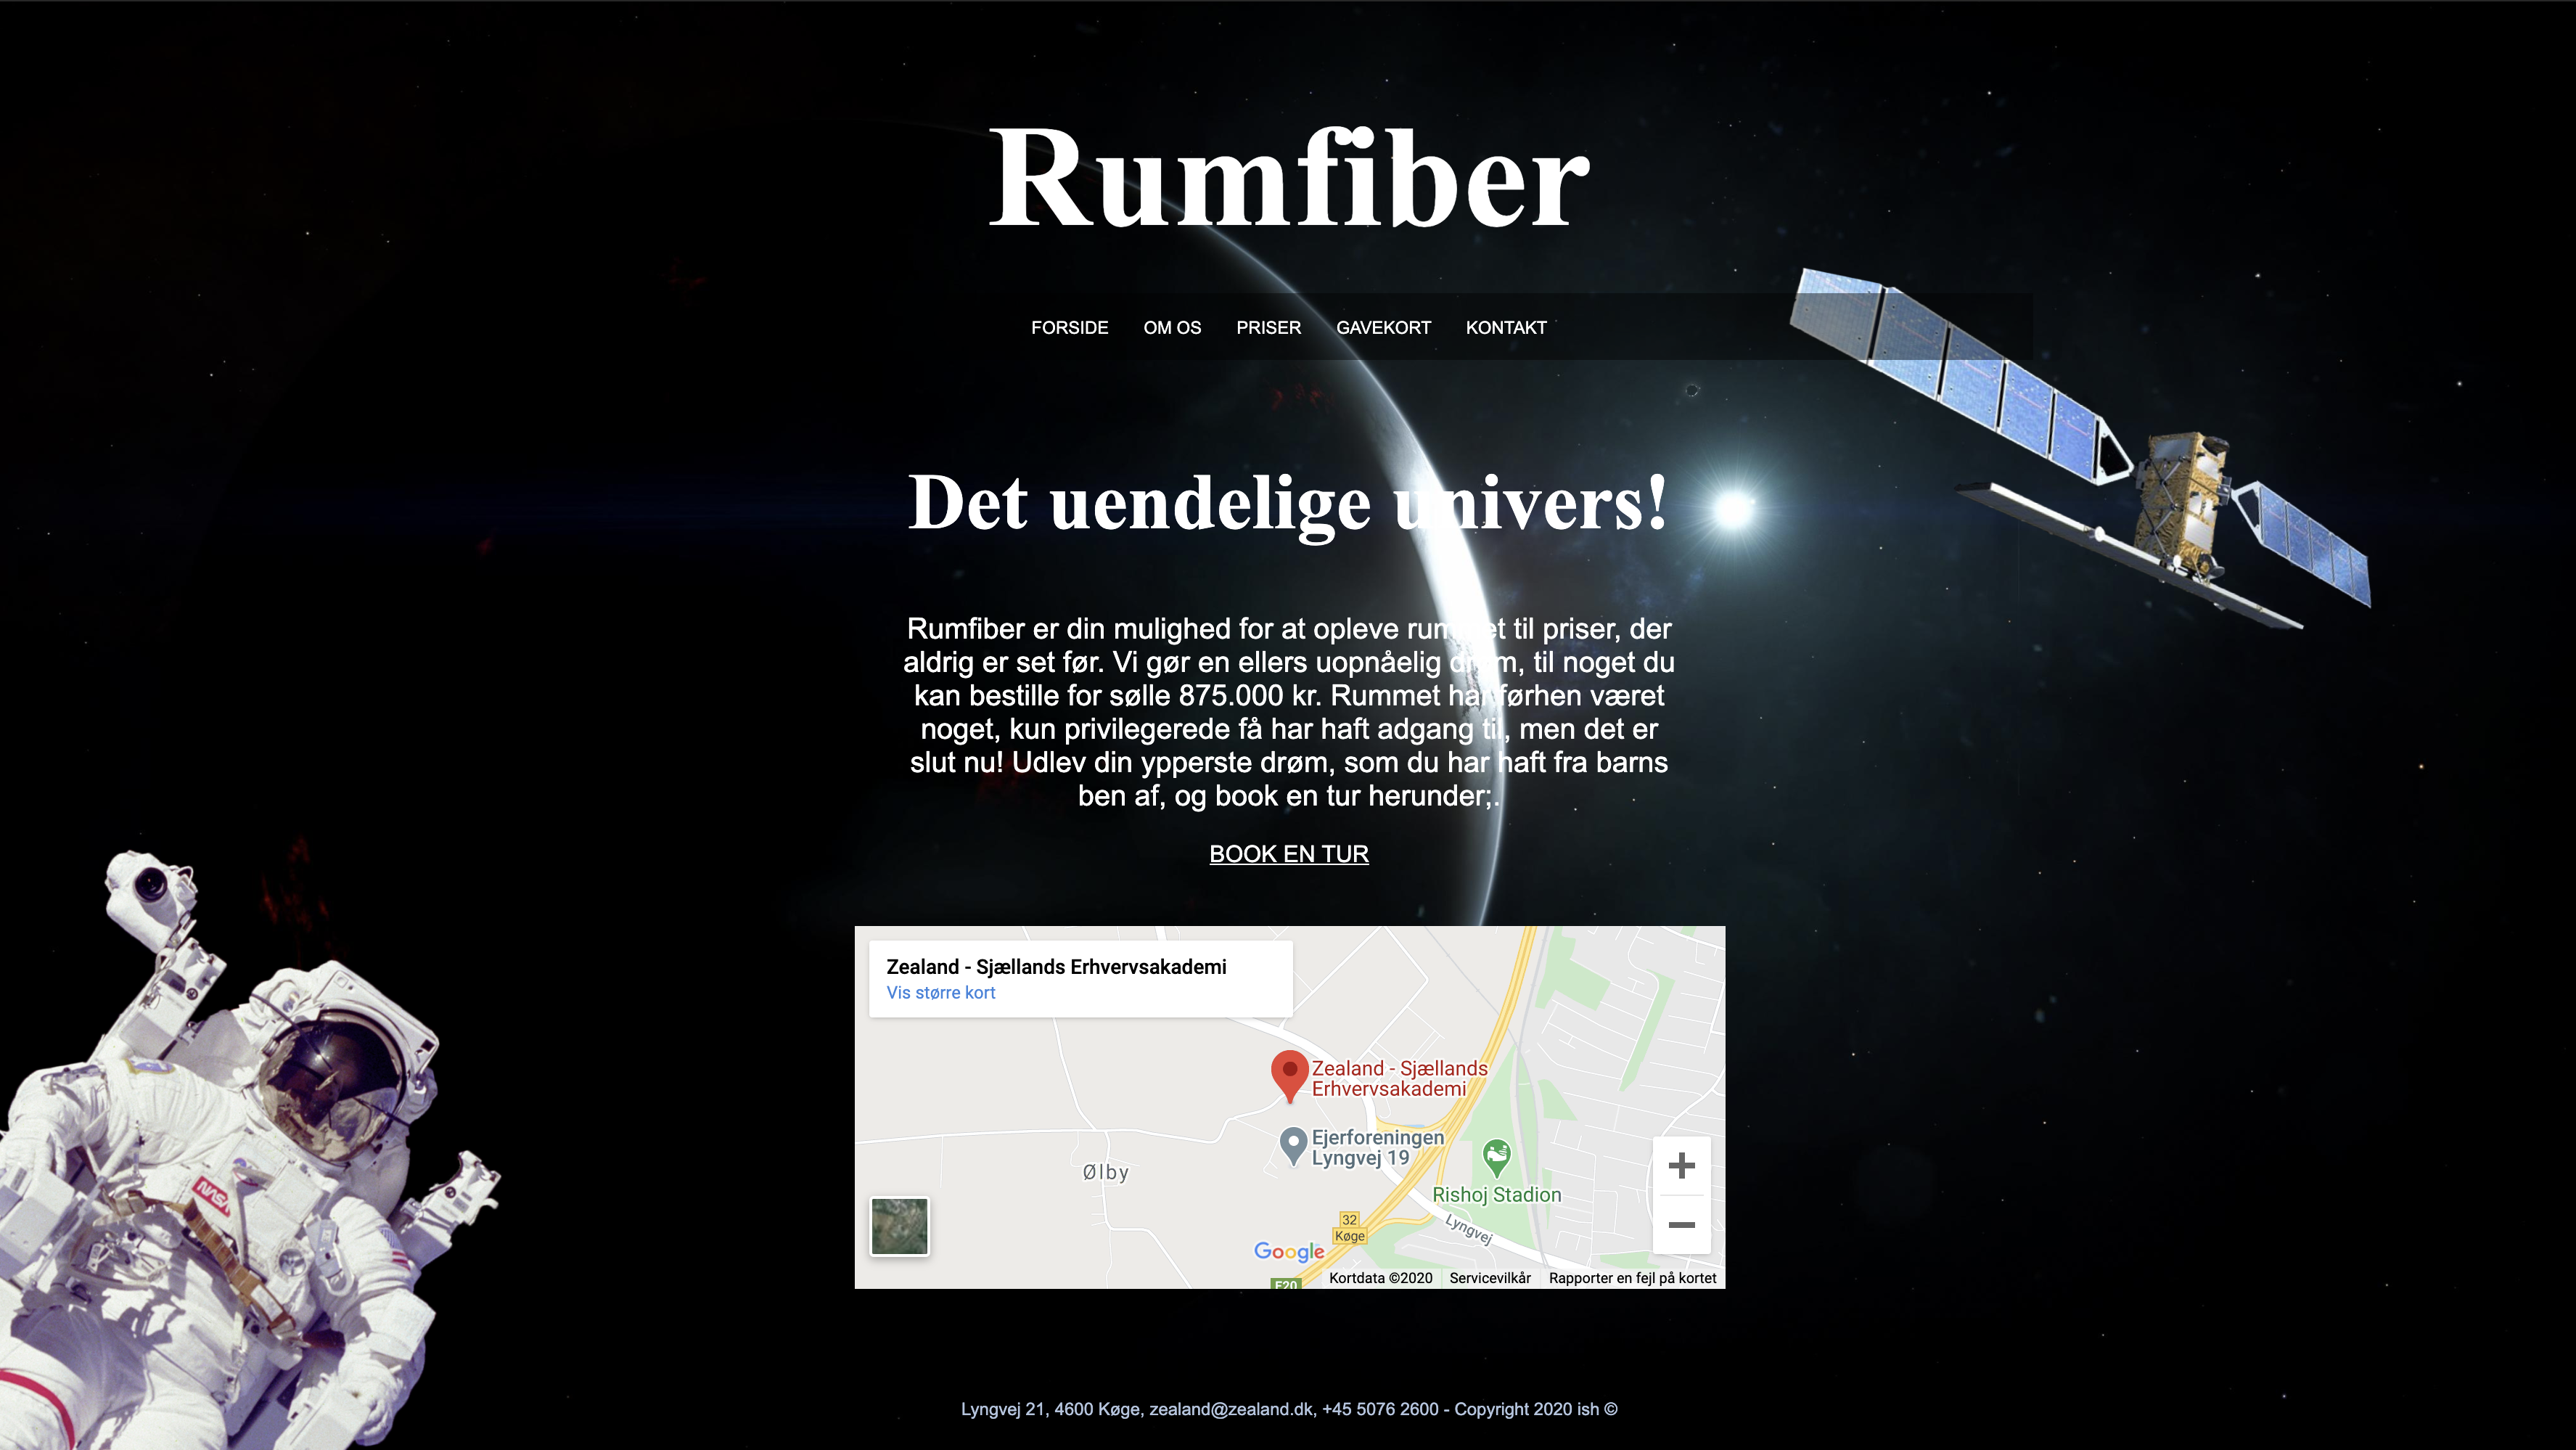 Rumfiber
FORSIDE OM OS PRISER GAVEKORT KONTAKT
Det uendelige univers!
Rumfiber er din mulighed for at opleve rummet til priser, der
aldrig er set før. Vi gør en ellers uopnåelig drøm, til noget du
kan bestille for sølle 875.000 kr. Rummet har førhen været
noget, kun privilegerede få har haft adgang til, men det er
slut nu! Udlev din ypperste drøm, som du har haft fra barns
ben af, og book en tur herunder;.
BOOK EN TUR
Zealand - Sjællands Erhvervsakademi
Vis større kort
Zealand - Sjællands
Erhvervsakademi
Ejerforeningen
Lyngvej 19
Ølby
Rishøj Stadion
32
Køge
Lyngvej
Google
E20
Kortdata ©2020 Servicevilkår Rapporter en fejl på kortet
NASA
Lyngvej 21, 4600 Køge, zealand@zealand.dk, +45 5076 2600 - Copyright 2020 ish ©